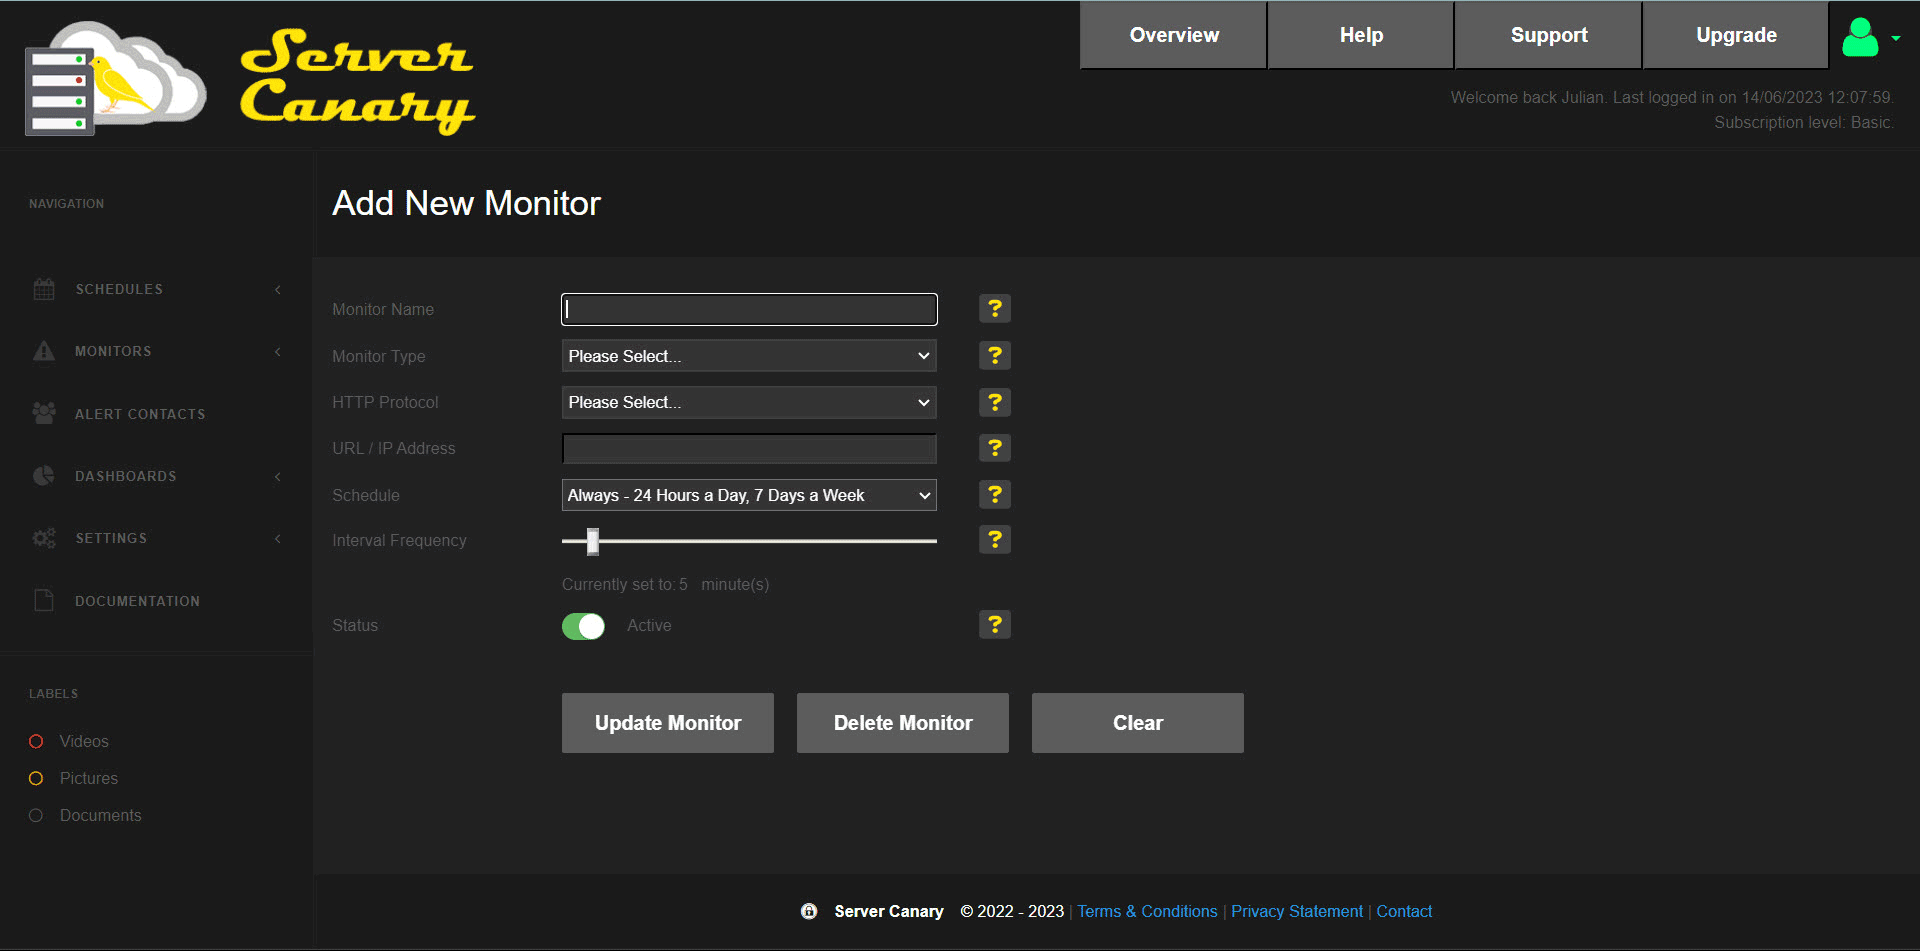 Server
Canary
Overview
Help
Support
Upgrade
Welcome back Julian. Last logged in on 14/06/2023 12:07:59.
Subscription level: Basic.
NAVIGATION
SCHEDULES
MONITORS
ALERT CONTACTS
DASHBOARDS
SETTINGS
DOCUMENTATION
LABELS
Videos
Pictures
Documents
Add New Monitor
Monitor Name ?
Monitor Type Please Select... ?
HTTP Protocol Please Select... ?
URL / IP Address ?
Schedule Always - 24 Hours a Day, 7 Days a Week ?
Interval Frequency ?
Currently set to: 5 minute(s)
Status Active ?
Update Monitor Delete Monitor Clear
Server Canary © 2022 - 2023 | Terms & Conditions | Privacy Statement | Contact